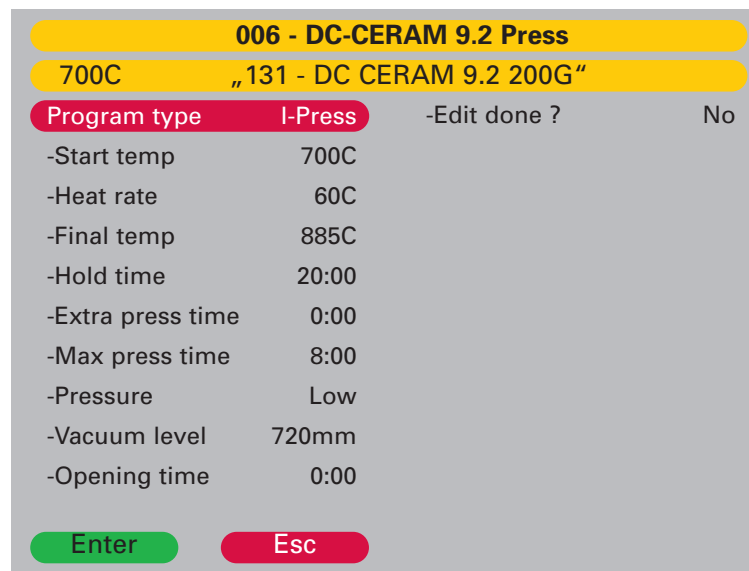 006 - DC-CERAM 9.2 Press
700C „131 - DC CERAM 9.2 200G“
Program type I-Press -Edit done ? No
-Start temp 700C
-Heat rate 60C
-Final temp 885C
-Hold time 20:00
-Extra press time 0:00
-Max press time 8:00
-Pressure Low
-Vacuum level 720mm
-Opening time 0:00
Enter Esc